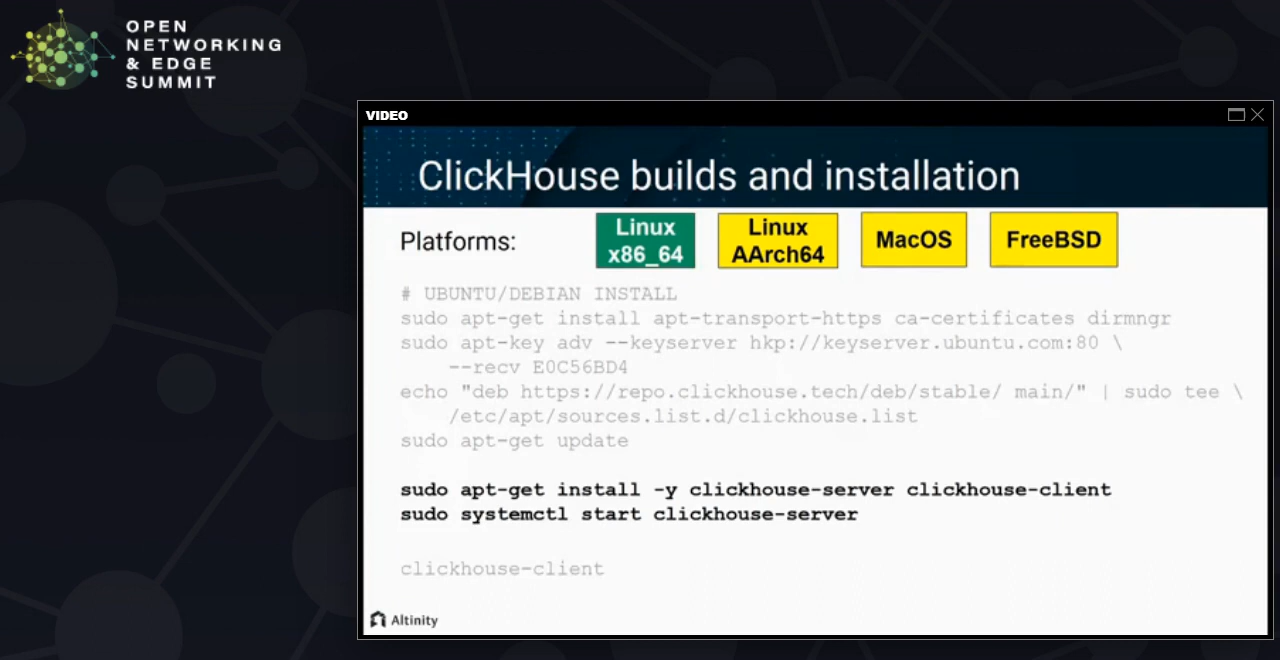 OPEN
NETWORKING
& EDGE
SUMMIT
VIDEO
ClickHouse builds and installation
Platforms:
Linux
x86_64
Linux
AArch64
MacOS
FreeBSD
# UBUNTU/DEBIAN INSTALL
sudo apt-get install apt-transport-https ca-certificates dirmngr
sudo apt-key adv --keyserver hkp://keyserver.ubuntu.com:80 \
--recv E0C56BD4
echo "deb https://repo.clickhouse.tech/deb/stable/ main/" | sudo tee \
/etc/apt/sources.list.d/clickhouse.list
sudo apt-get update
sudo apt-get install -y clickhouse-server clickhouse-client
sudo systemctl start clickhouse-server
clickhouse-client
Altinity